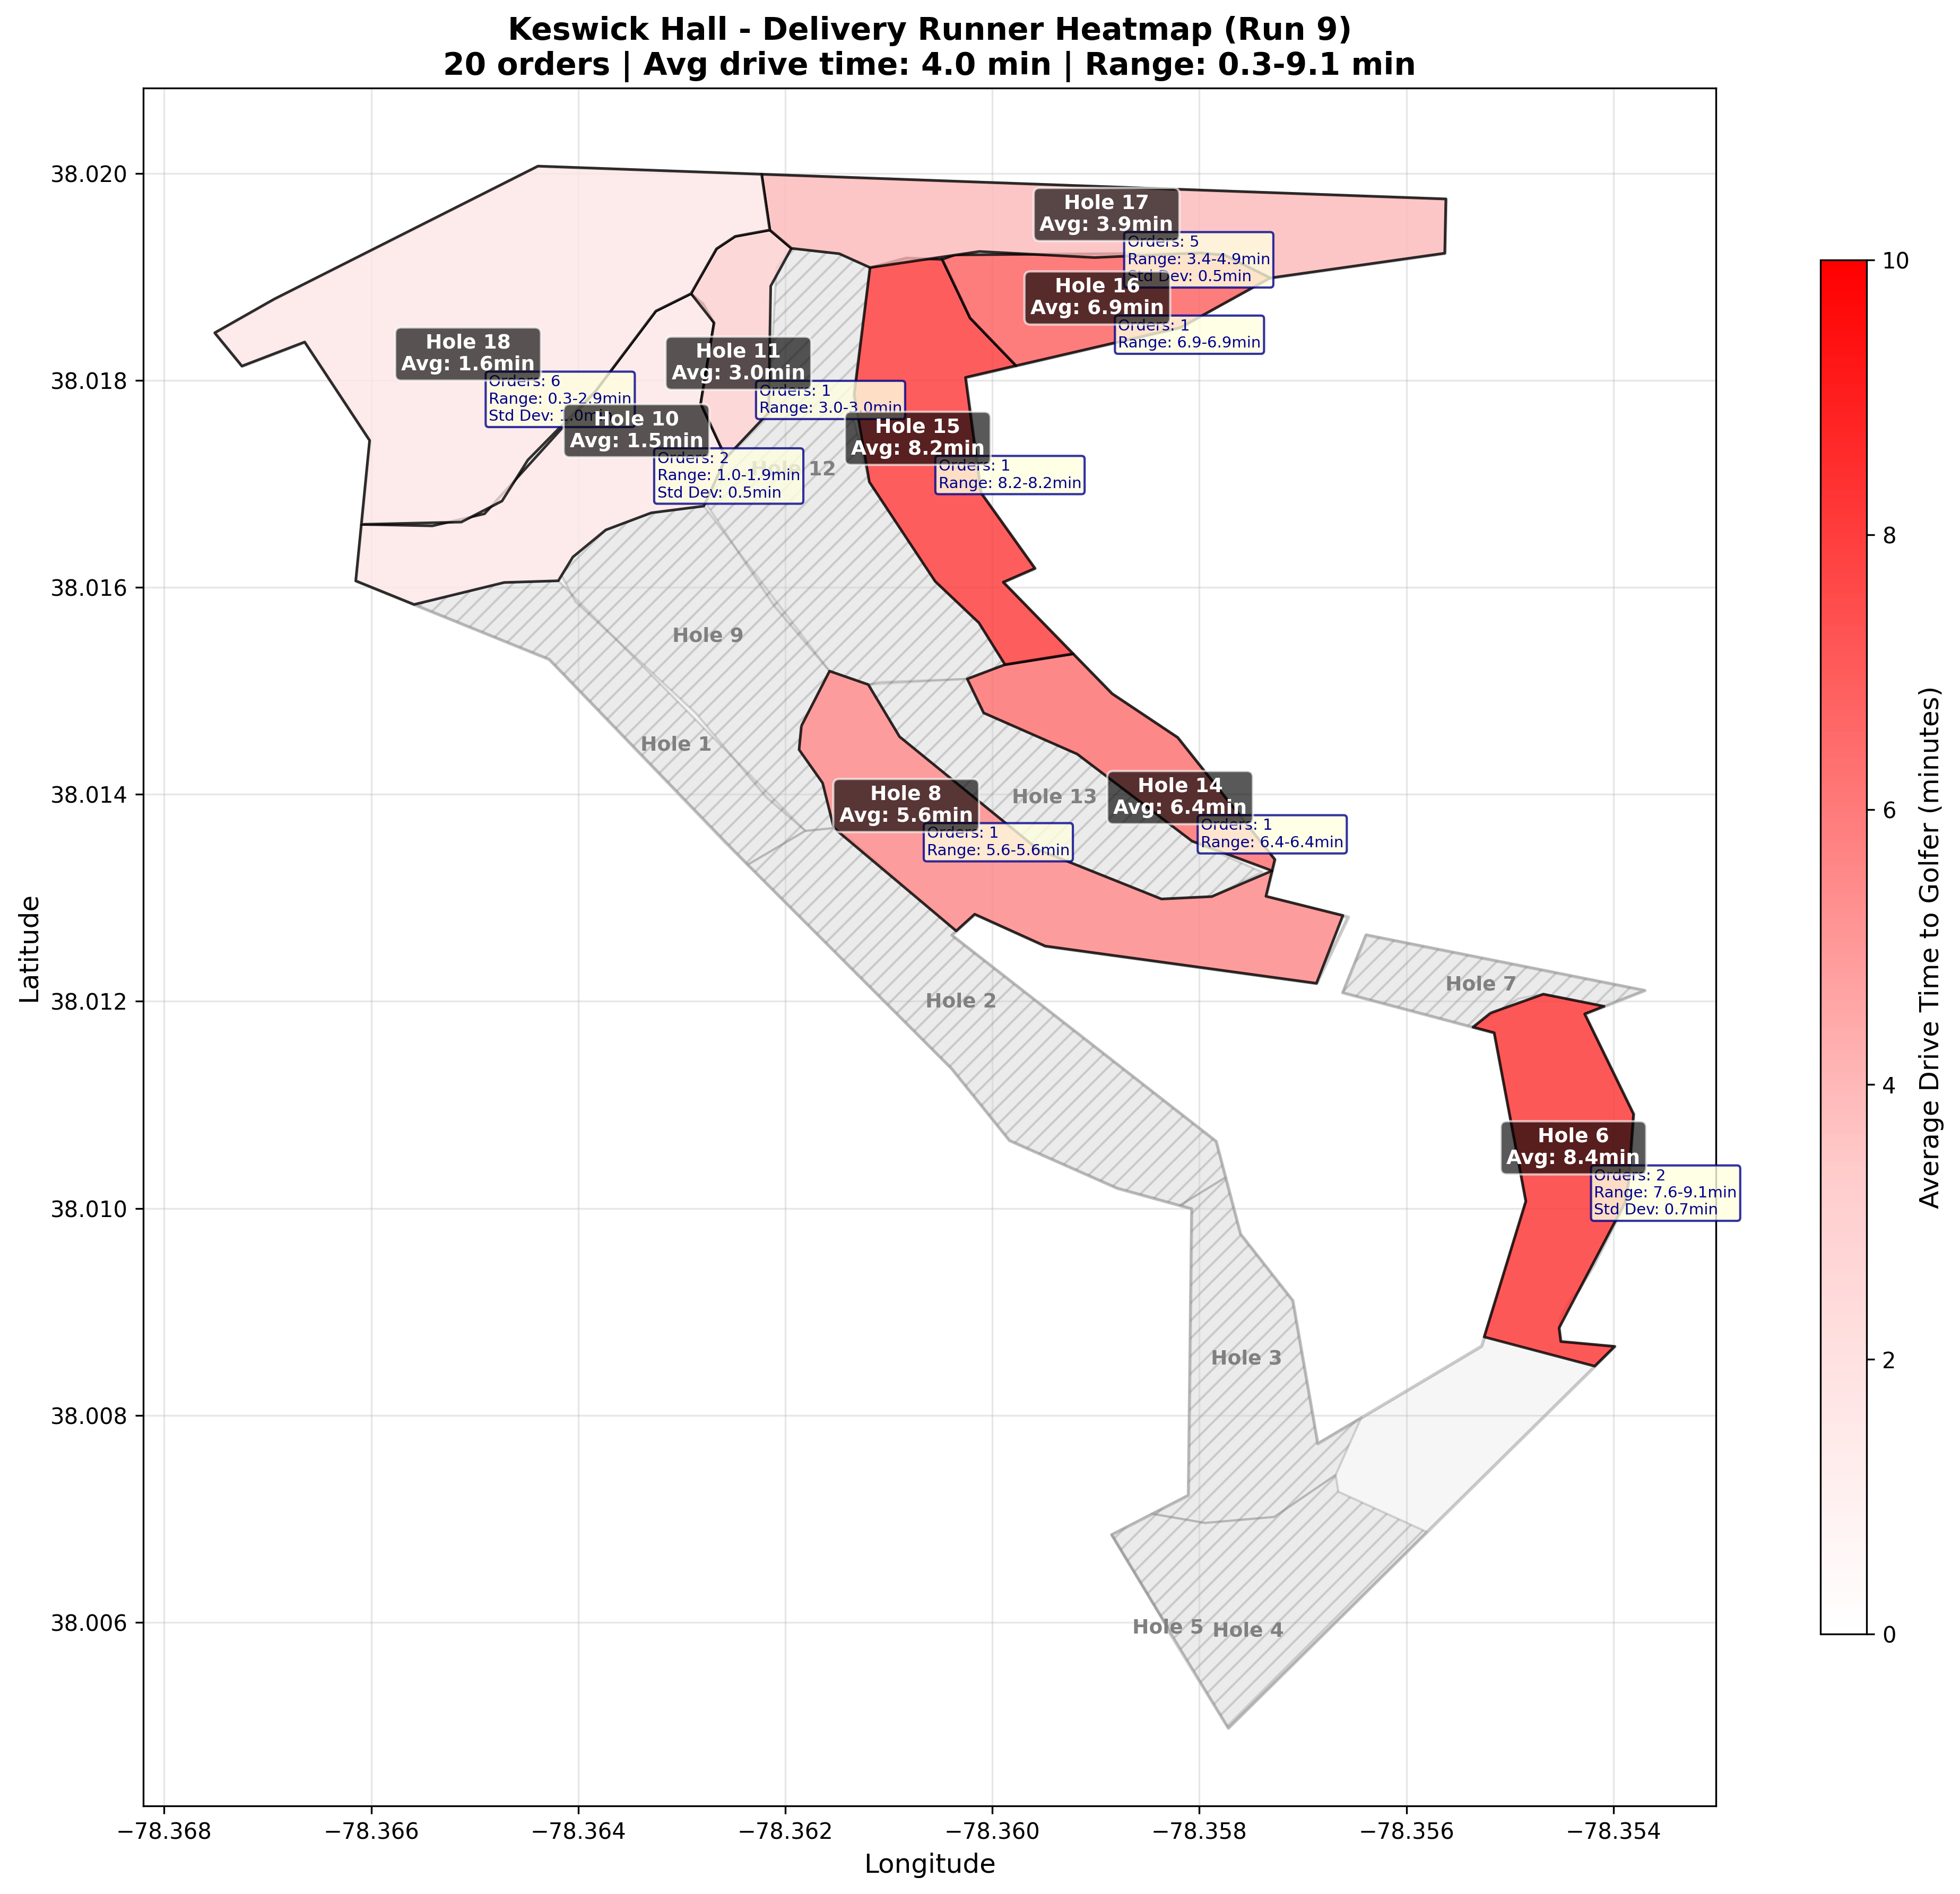 Keswick Hall - Delivery Runner Heatmap (Run 9)
20 orders | Avg drive time: 4.0 min | Range: 0.3-9.1 min
38.020
38.018
38.016
38.014
38.012
38.010
38.008
38.006
Latitude
Hole 17
Avg: 3.9min
Orders: 5
Range: 3.4-4.9min
Std Dev: 0.5min
Hole 16
Avg: 6.9min
Orders: 1
Range: 6.9-6.9min
Hole 18
Avg: 1.6min
Orders: 6
Range: 0.3-2.9min
Std Dev: 1.0min
Hole 11
Avg: 3.0min
Orders: 1
Range: 3.0-3.0min
Hole 10
Avg: 1.5min
Orders: 2
Range: 1.0-1.9min
Std Dev: 0.5min
Hole 12
Hole 15
Avg: 8.2min
Orders: 1
Range: 8.2-8.2min
Hole 9
Hole 1
Hole 8
Avg: 5.6min
Orders: 1
Range: 5.6-5.6min
Hole 13
Hole 14
Avg: 6.4min
Orders: 1
Range: 6.4-6.4min
Hole 2
Hole 7
Hole 6
Avg: 8.4min
Orders: 2
Range: 7.6-9.1min
Std Dev: 0.7min
Hole 3
Hole 5
Hole 4
−78.368
−78.366
−78.364
−78.362
−78.360
−78.358
−78.356
−78.354
Longitude
10
8
6
4
2
0
Average Drive Time to Golfer (minutes)